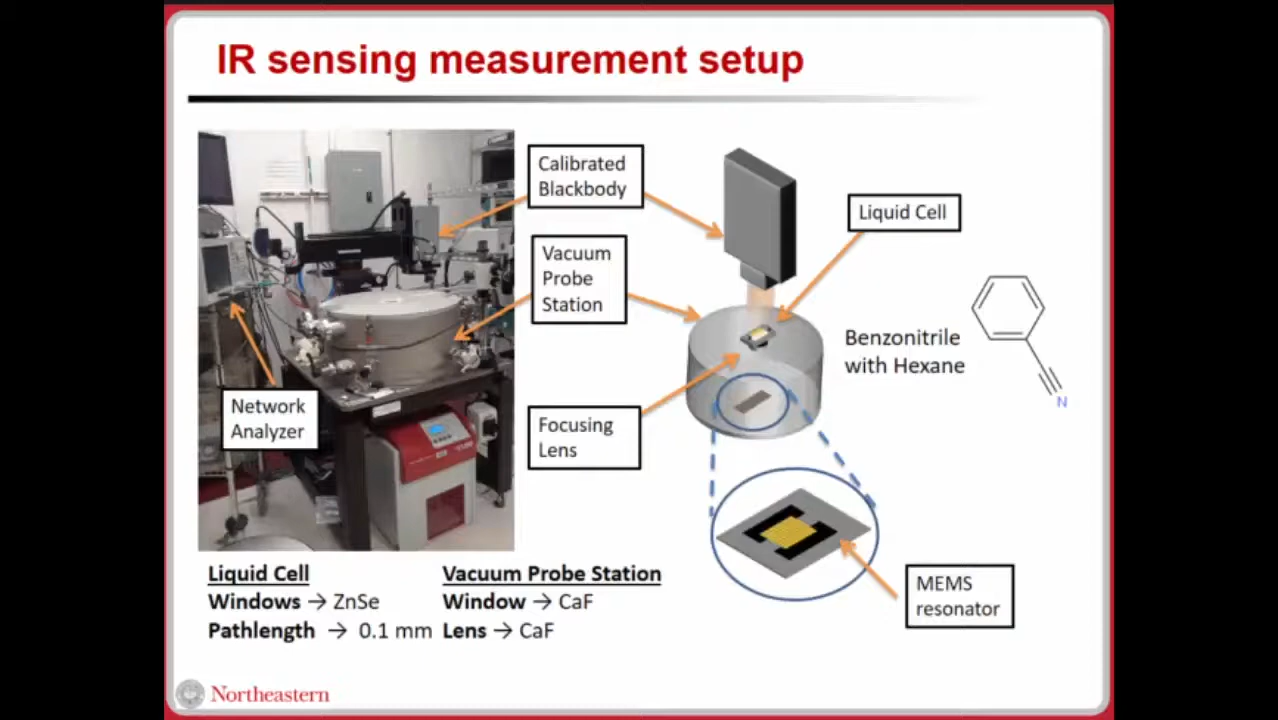 IR sensing measurement setup
Calibrated
Blackbody
Liquid Cell
Vacuum
Probe
Station
Benzonitrile
with Hexane
N
Network
Analyzer
Focusing
Lens
MEMS
resonator
Liquid Cell
Windows → ZnSe
Pathlength → 0.1 mm
Vacuum Probe Station
Window → CaF
Lens → CaF
Northeastern